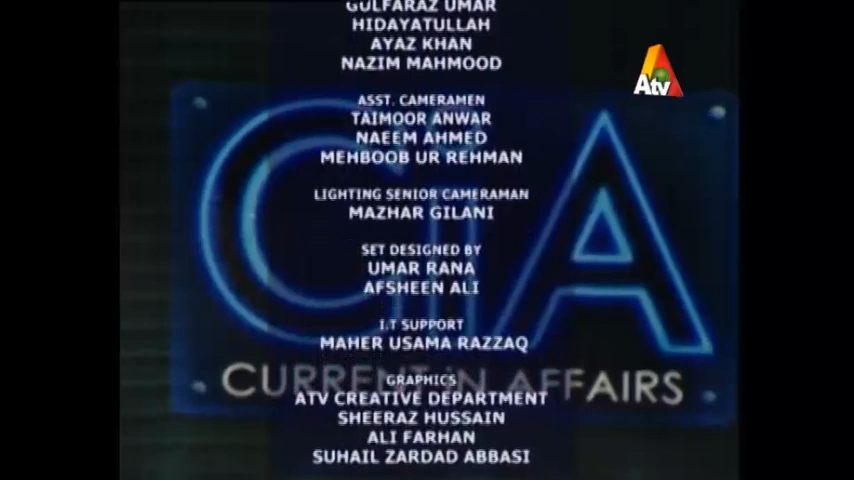 GULFARAZ UMAR
HIDAYATULLAH
AYAZ KHAN
NAZIM MAHMOOD
Atv
ASST. CAMERAMEN
TAIMOOR ANWAR
NAEEM AHMED
MEHBOOB UR REHMAN
LIGHTING SENIOR CAMERAMAN
MAZHAR GILANI
SET DESIGNED BY
UMAR RANA
AFSHEEN ALI
I.T SUPPORT
MAHER USAMA RAZZAQ
GRAPHICS
ATV CREATIVE DEPARTMENT
SHEERAZ HUSSAIN
ALI FARHAN
SUHAIL ZARDAD ABBASI
CIA
CURRENT IN AFFAIRS